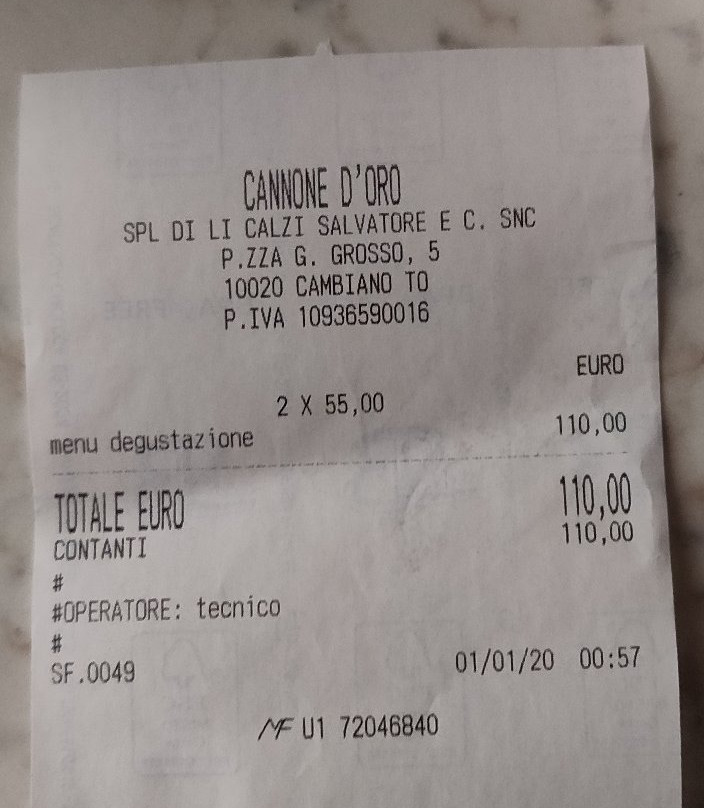 CANNONE D'ORO
SPL DI LI CALZI SALVATORE E C. SNC
P.ZZA G. GROSSO, 5
10020 CAMBIANO TO
P.IVA 10936590016
EURO
2 X 55,00
menu degustazione 110,00
TOTALE EURO 110,00
CONTANTI 110,00
#
#OPERATORE: tecnico
#
SF.0049 01/01/20 00:57
MF U1 72046840